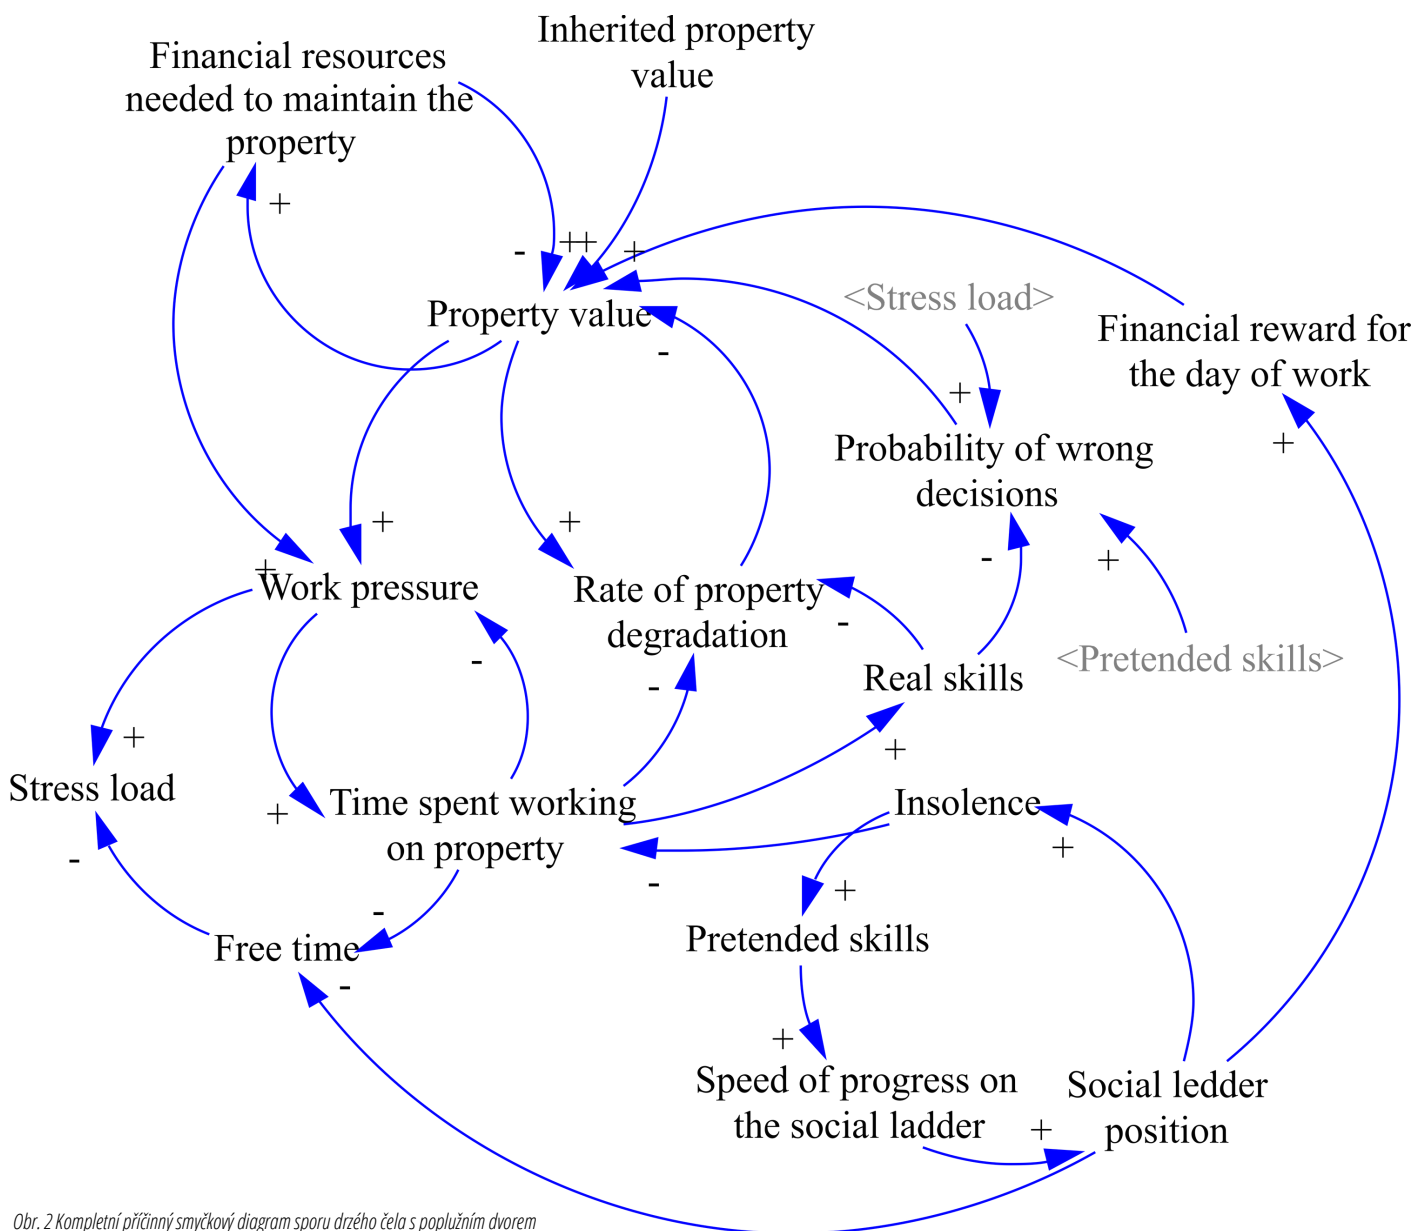 Financial resources
needed to maintain the
property
Inherited property
value
+
-
++
+
Property value
-
<Stress load>
Financial reward for
the day of work
+
+
Probability of wrong
decisions
+
+
-
+
+
Work pressure
Rate of property
degradation
-
-
-
Real skills
<Pretended skills>
+
+
Stress load
+
Time spent working
on property
Insolence
+
-
-
+
-
Free time
-
Pretended skills
+
Speed of progress on
the social ladder
+
Social ledder
position
Obr. 2 Kompletní příčinný smyčkový diagram sporu drzého čela s poplužním dvorem